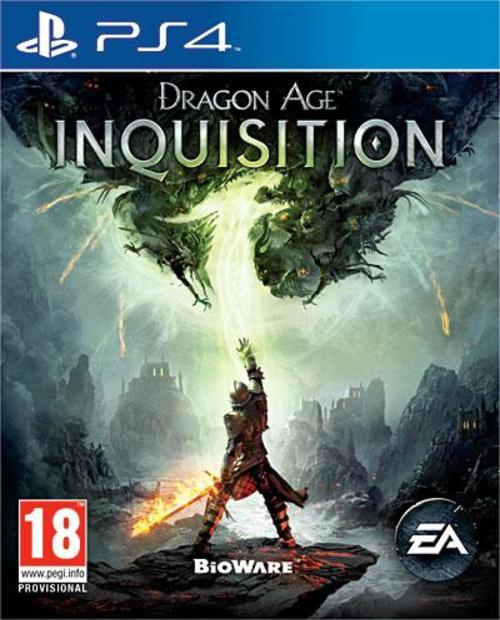 PS4
DRAGON AGE
INQUISITION
18
www.pegi.info
PROVISIONAL
BIOWARE
EA